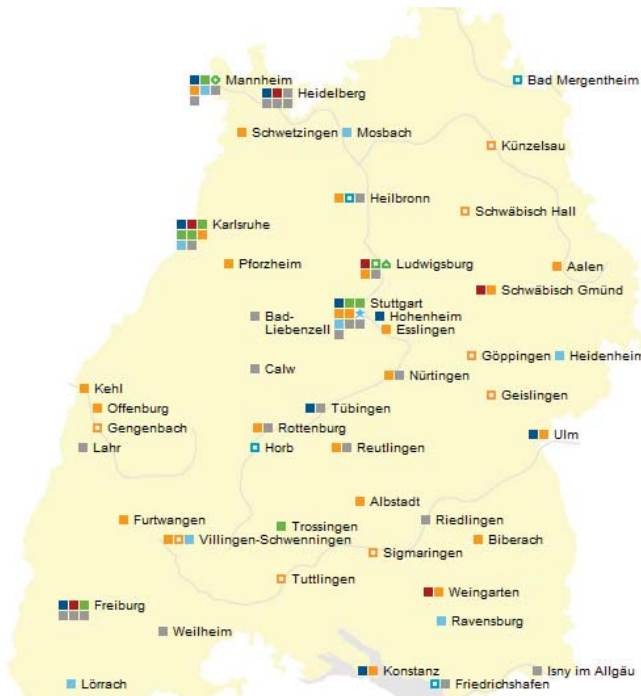 Mannheim
Bad Mergentheim
Heidelberg
Schwetzingen
Mosbach
Künzelsau
Heilbronn
Schwäbisch Hall
Karlsruhe
Pforzheim
Ludwigsburg
Aalen
Schwäbisch Gmünd
Stuttgart
Bad-
Liebenzell
Hohenheim
Esslingen
Göppingen
Heidenheim
Calw
Nürtingen
Kehl
Geislingen
Offenburg
Tübingen
Gengenbach
Rottenburg
Ulm
Lahr
Horb
Reutlingen
Albstadt
Furtwangen
Trossingen
Riedlingen
Villingen-Schwenningen
Biberach
Sigmaringen
Tuttlingen
Weingarten
Freiburg
Ravensburg
Weilheim
Konstanz
Isny im Allgäu
Lörrach
Friedrichshafen